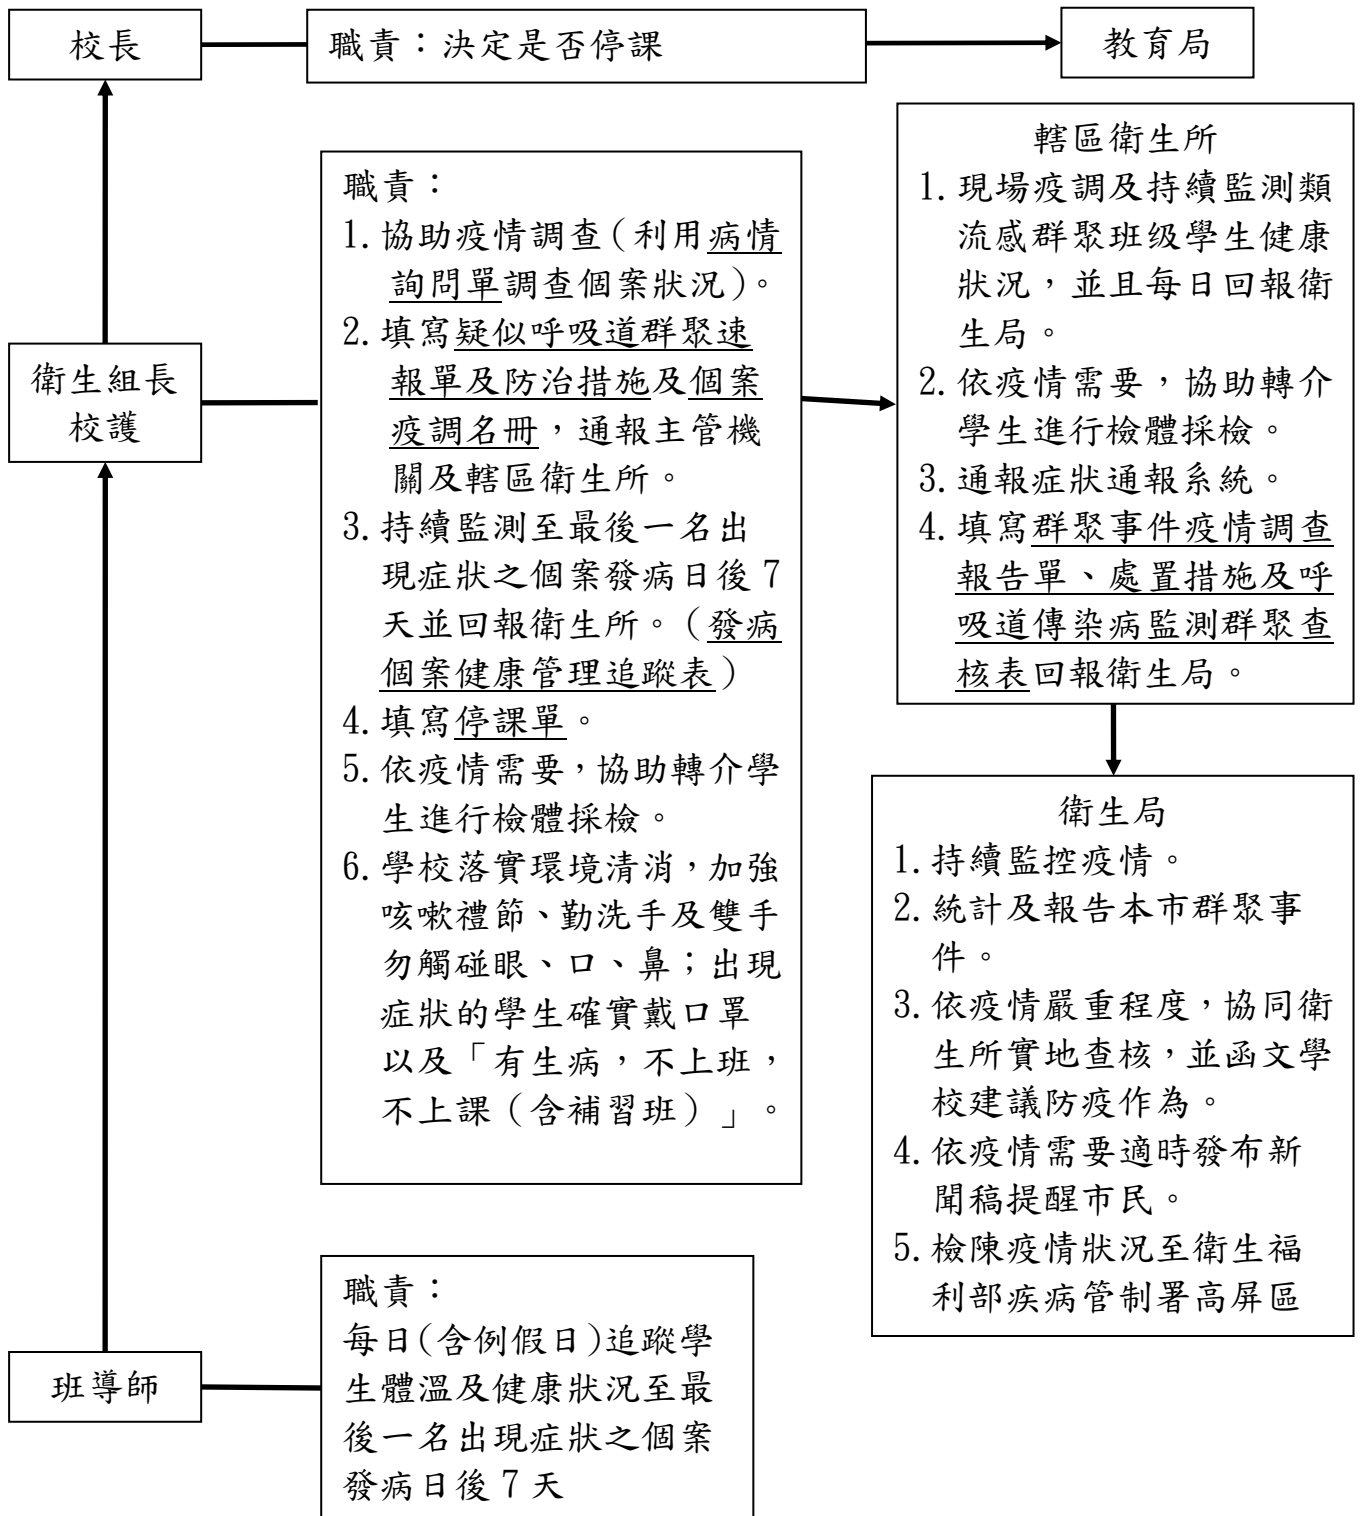 校長
職責：決定是否停課
教育局
轄區衛生所
1.現場疫調及持續監測類
流感群聚班级學生健康
狀況，並且每日回報衛
生局。
2.依疫情需要，協助轉介
學生進行檢體採檢。
3.通報症狀通報系統。
4.填寫群聚事件疫情調查
報告單、處置措施及呼
吸道傳染病監測群聚查
核表回報衛生局。
職責：
1.協助疫情調查(利用病情
詢問單調查個案狀況)。
2.填寫疑似呼吸道群聚速
報單及防治措施及個案
疫調名冊，通報主管機
關及轄區衛生所。
3.持續監測至最後一名出
現症狀之個案發病日後7
天並回報衛生所。(發病
個案健康管理追蹤表)
4.填寫停課單。
5.依疫情需要，協助轉介學
生進行檢體採檢。
6.學校落實環境清消，加強
咳嗽禮節、勤洗手及雙手
勿觸碰眼、口、鼻；出現
症狀的學生確實戴口罩
以及「有生病，不上班，
不上課(含補習班)」。
衛生組長
校護
衛生局
1.持續監控疫情。
2.統計及報告本市群聚事
件。
3.依疫情嚴重程度，協同衛
生所實地查核，並函文學
校建議防疫作為。
4.依疫情需要適時發布新
聞稿提醒市民。
5.檢陳疫情狀況至衛生福
利部疾病管制署高屏區
班導師
職責：
每日(含例假日)追蹤學
生體溫及健康狀況至最
後一名出現症狀之個案
發病日後7天